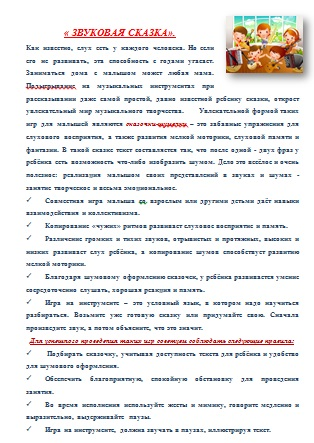 « ЗВУКОВАЯ СКАЗКА».
Как известно, слух есть у каждого человека. Но если
его не развивать, эта способность с годами угасает.
Заниматься дома с малышом может любая мама.
Подыгрывание на музыкальных инструментах при
рассказывании даже самой простой, давно известной ребенку сказки, откроет
увлекательный мир музыкального творчества. Увлекательной формой таких
игр для малышей являются сказочки-шумелки – это забавные упражнения для
слухового восприятия, а также развития мелкой моторики, слуховой памяти и
фантазии. В такой сказке текст составляется так, что после одной - двух фраз у
ребёнка есть возможность что-либо изобразить шумом. Дело это весёлое и очень
полезное: реализация малышом своих представлений в звуках и шумах -
занятие творческое и весьма эмоциональное.
✓ Совместная игра малыша со взрослым или другими детьми даёт навыки
взаимодействия и коллективизма.
✓ Копирование «чужих» ритмов развивает слуховое восприятие и память.
✓ Различение громких и тихих звуков, отрывистых и протяжных, высоких и
низких развивает слух ребёнка, а копирование шумов способствует развитию
мелкой моторики.
✓ Благодаря шумовому оформлению сказочек, у ребёнка развивается умение
сосредоточенно слушать, хорошая реакция и память.
✓ Игра на инструменте – это условный язык, в котором надо научиться
разбираться. Возьмите уже готовую сказку или придумайте свою. Сначала
произведите звук, а потом объясните, что это значит.
Для успешного проведения таких игр советуем соблюдать следующие правила:
✓ Подбирать сказочку, учитывая доступность текста для ребёнка и удобство
для шумового оформления.
✓ Обеспечить благоприятную, спокойную обстановку для проведения
занятия.
✓ Во время исполнения используйте жесты и мимику, говорите медленно и
выразительно, выдерживайте паузы.
✓ Игра на инструменте, должна звучать в паузах, иллюстрируя текст.